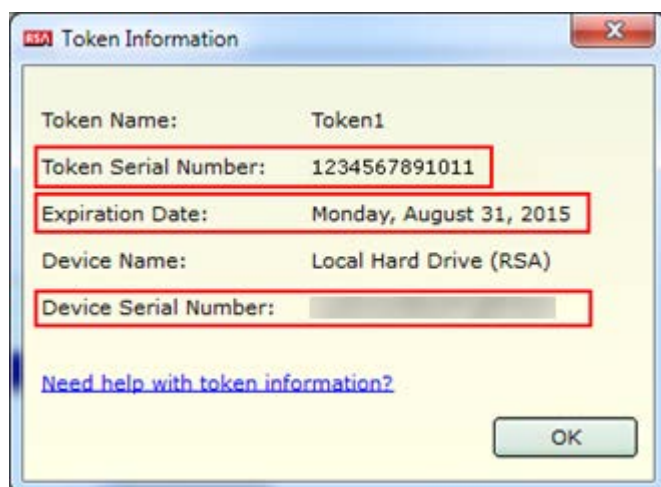 RSA Token Information
Token Name: Token1
Token Serial Number: 1234567891011
Expiration Date: Monday, August 31, 2015
Device Name: Local Hard Drive (RSA)
Device Serial Number:
Need help with token information?
OK